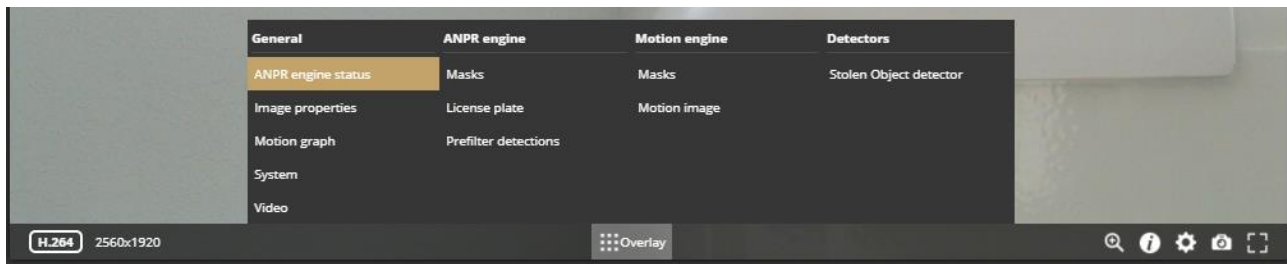 General
ANPR engine
Motion engine
Detectors
ANPR engine status
Masks
Masks
Stolen Object detector
Image properties
License plate
Motion image
Motion graph
Prefilter detections
System
Video
H.264
2560x1920
Overlay